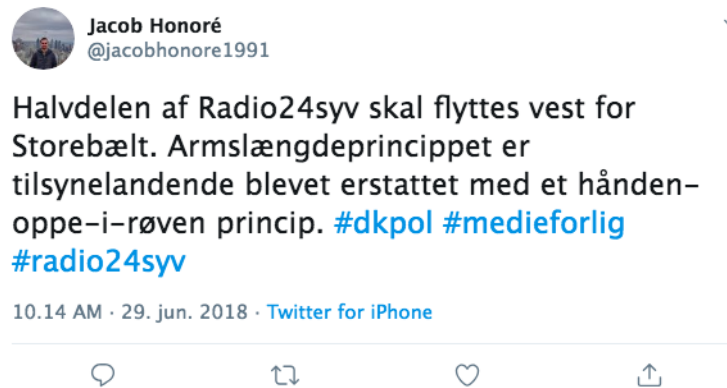 Jacob Honoré
@jacobhonore1991
Halvdelen af Radio24syv skal flyttes vest for
Storebælt. Armslængdeprincippet er
tilsynelandende blevet erstattet med et hånden-
oppe-i-røven princip. #dkpol #medieforlig
#radio24syv
10.14 AM · 29. jun. 2018 · Twitter for iPhone